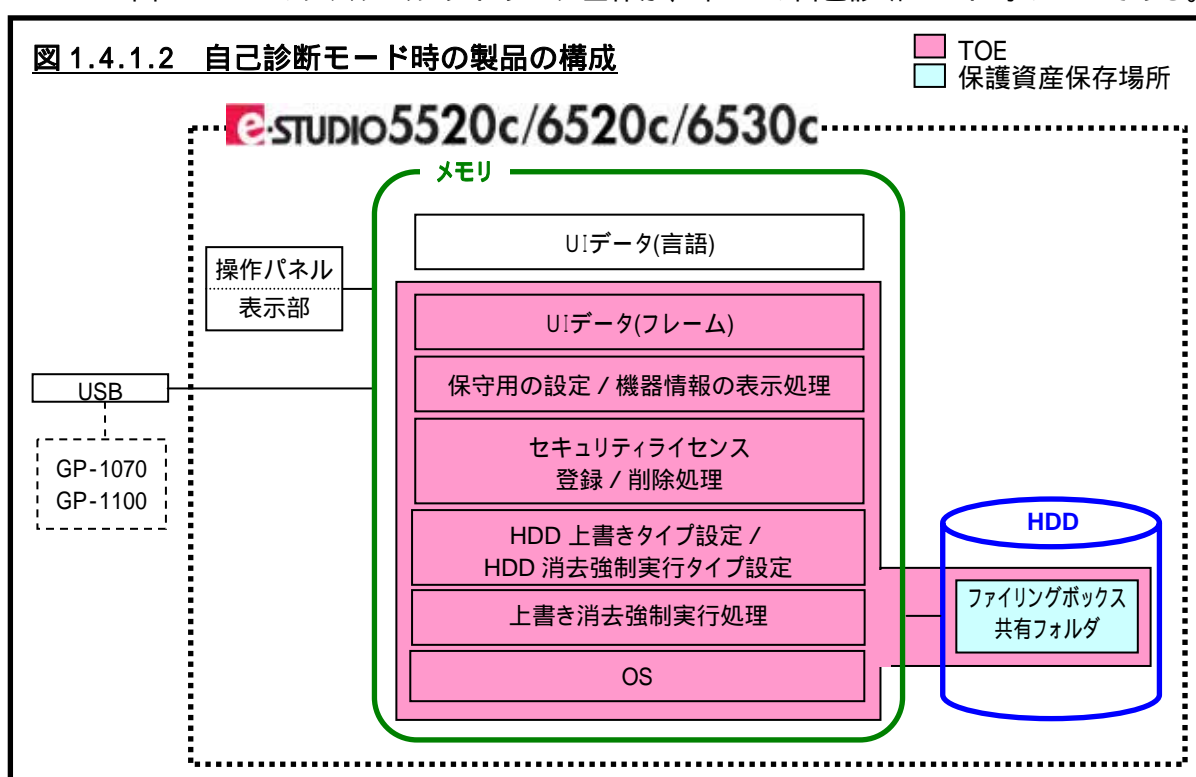 図1.4.1.2 自己診断モード時の製品の構成
TOE
保護資産保存場所
e-STUDIO5520c/6520c/6530c
メモリ
UIデータ(言語)
操作パネル
表示部
UIデータ(フレーム)
保守用の設定 / 機器情報の表示処理
USB
セキュリティライセンス
登録 / 削除処理
GP-1070
GP-1100
HDD 上書きタイプ設定 /
HDD 消去強制実行タイプ設定
HDD
ファイリングボックス
共有フォルダ
上書き消去強制実行処理
OS